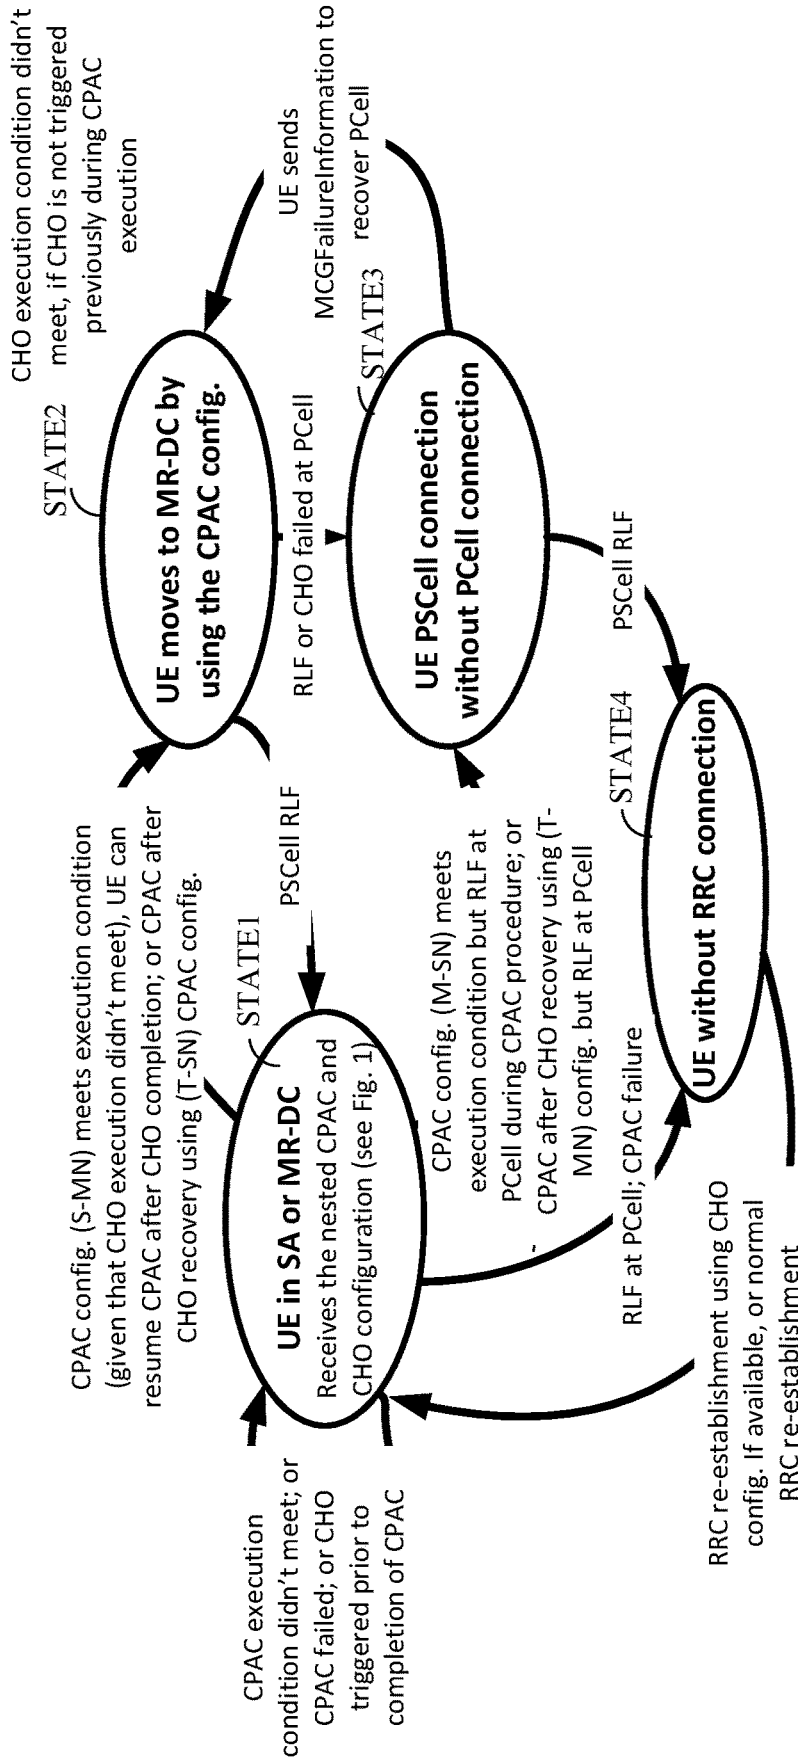 CHO execution condition didn't
meet, if CHO is not triggered
previously during CPAC
execution
STATE2
UE moves to MR-DC by
using the CPAC config.
UE sends
MCGFailureInformation to
recover PCell
RLF or CHO failed at PCell
STATE3
UE PSCell connection
without PCell connection
CPAC config. (S-MN) meets execution condition
(given that CHO execution didn't meet), UE can
resume CPAC after CHO completion; or CPAC after
CHO recovery using (T-SN) CPAC config.
PSCell RLF
STATE1
UE in SA or MR-DC
Receives the nested CPAC and
CHO configuration (see Fig. 1)
CPAC config. (M-SN) meets
execution condition but RLF at
PCell during CPAC procedure; or
CPAC after CHO recovery using (T-
MN) config. but RLF at PCell
PSCell RLF
STATE4
UE without RRC connection
RLF at PCell; CPAC failure
CPAC execution
condition didn't meet; or
CPAC failed; or CHO
triggered prior to
completion of CPAC
RRC re-establishment using CHO
config. If available, or normal
RRC re-establishment